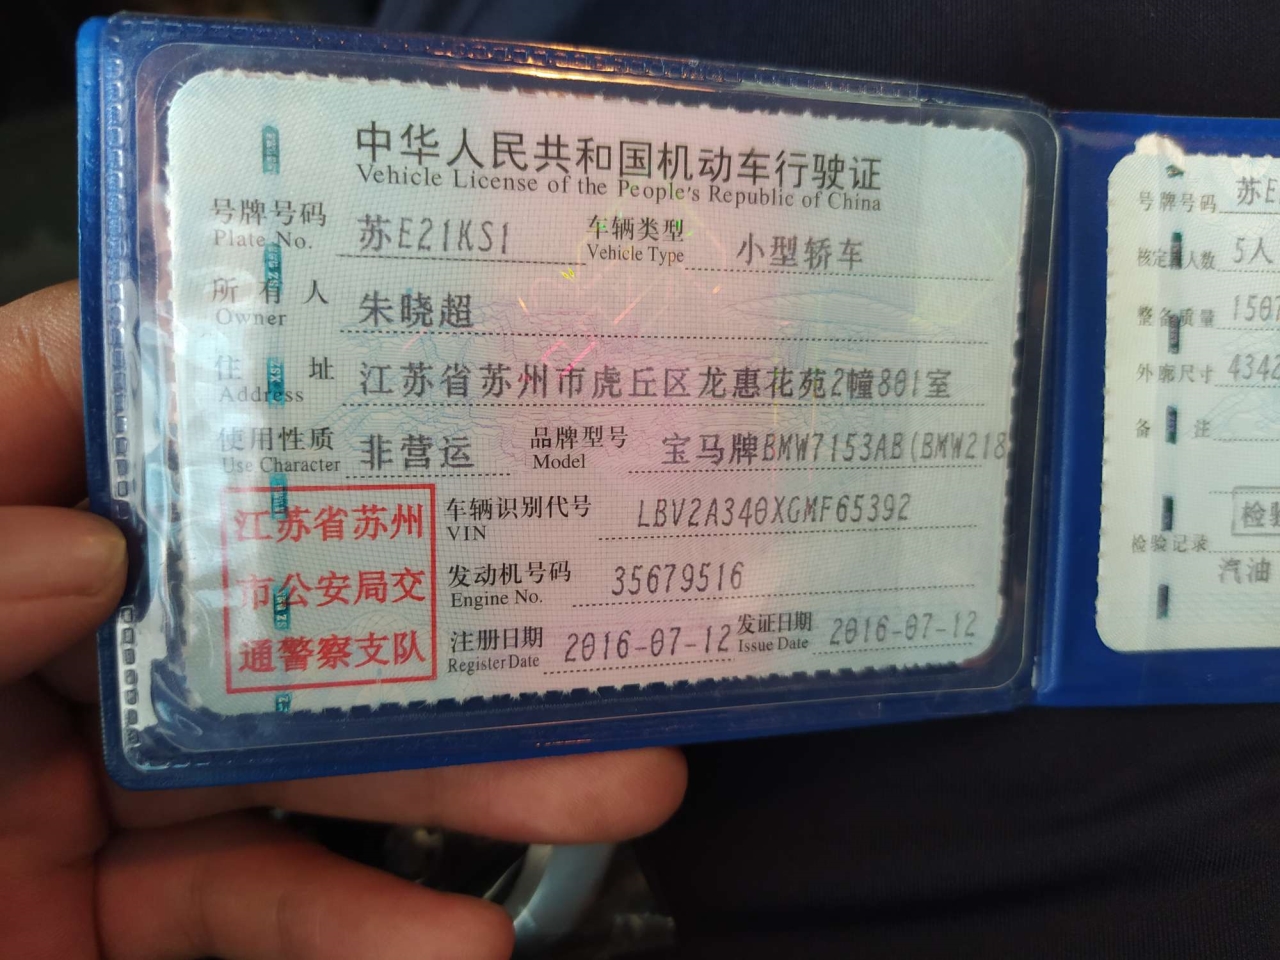 中华人民共和国机动车行驶证
Vehicle License of the People's Republic of China
号牌号码 苏E21KS1 车辆类型 小型轿车
Plate No. Vehicle Type
所有人 朱晓超
Owner
住址 江苏省苏州市虎丘区龙惠花苑2幢801室
Address
使用性质 非营运 品牌型号 宝马牌BMW7153AB(BMW218
Use Character Model
江苏省苏州
市公安局交
通警察支队
车辆识别代号 LBV2A340XGMF65392
VIN
发动机号码 35679516
Engine No.
注册日期 2016-07-12 发证日期 2016-07-12
Register Date Issue Date
号牌号码 苏E
核定 人数 5人
整备质量 150
外廓尺寸 434
备注
检验记录
汽油